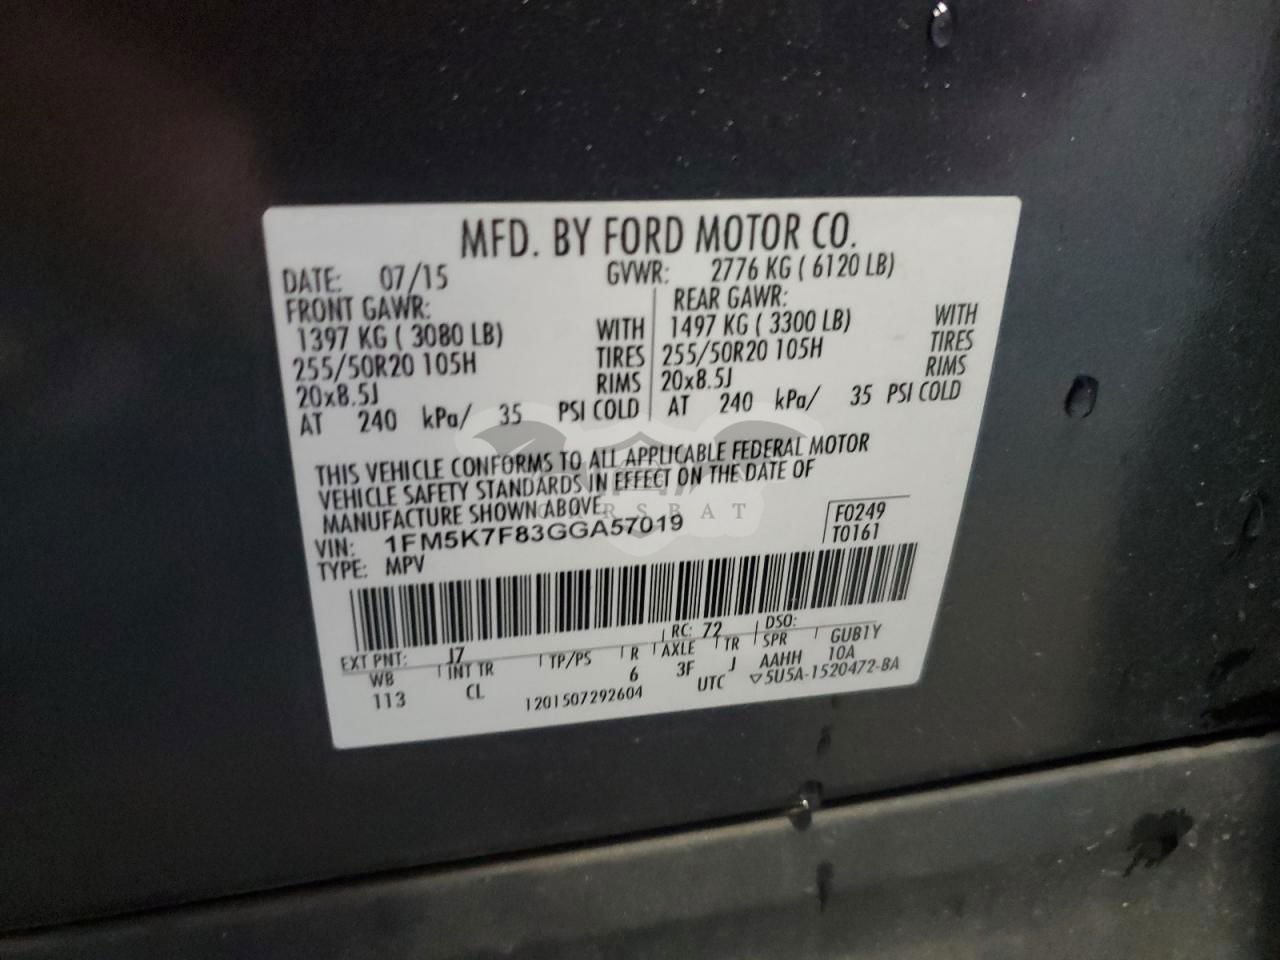 MFD. BY FORD MOTOR CO.
DATE: 07/15 GVWR: 2776 KG ( 6120 LB)
FRONT GAWR: REAR GAWR:
1397 KG ( 3080 LB) WITH 1497 KG ( 3300 LB) WITH
255/50R20 105H TIRES 255/50R20 105H TIRES
20x8.5J RIMS 20x8.5J RIMS
AT 240 kPa/ 35 PSI COLD AT 240 kPa/ 35 PSI COLD
THIS VEHICLE CONFORMS TO ALL APPLICABLE FEDERAL MOTOR
VEHICLE SAFETY STANDARDS IN EFFECT ON THE DATE OF
MANUFACTURE SHOWN ABOVE.
CARSBAT
VIN: 1FM5K7F83GGA57019 F0249
TYPE: MPV T0161
EXT PNT: J7 RC: 72 DSO:
WB INT TR TP/PS R AXLE TR SPR GUB1Y
113 CL 6 3F J AAHH 10A
1201507292604 UTC ▽5U5A-1520472-BA